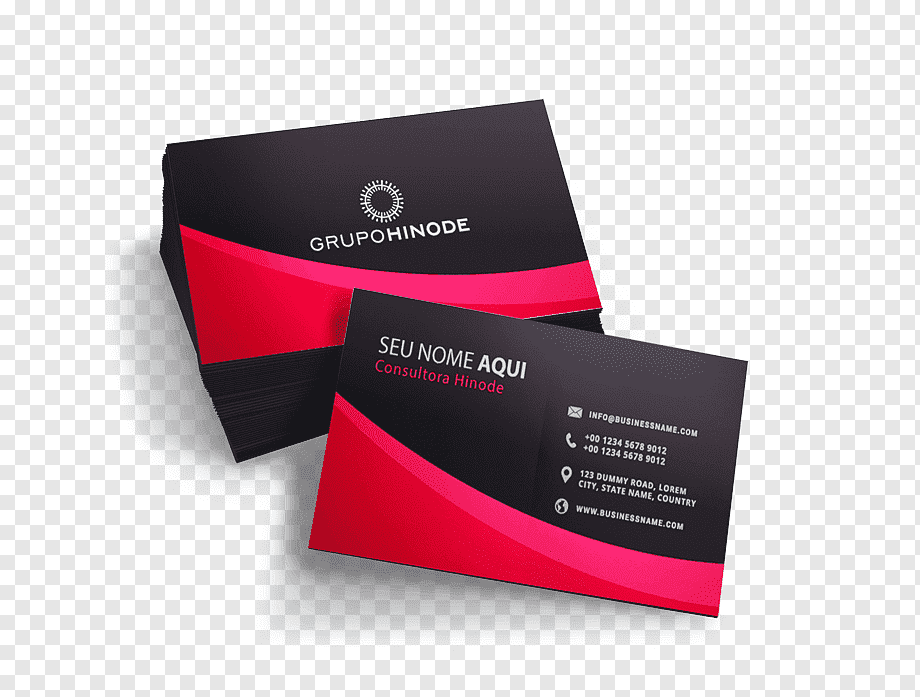 GRUPOHINODE
SEU NOME AQUI
Consultora Hinode
INFO@BUSINESSNAME.COM
+00 1234 5678 9012
+00 1234 5678 9012
123 DUMMY ROAD, LOREM
CITY, STATE NAME, COUNTRY
WWW.BUSINESSNAME.COM